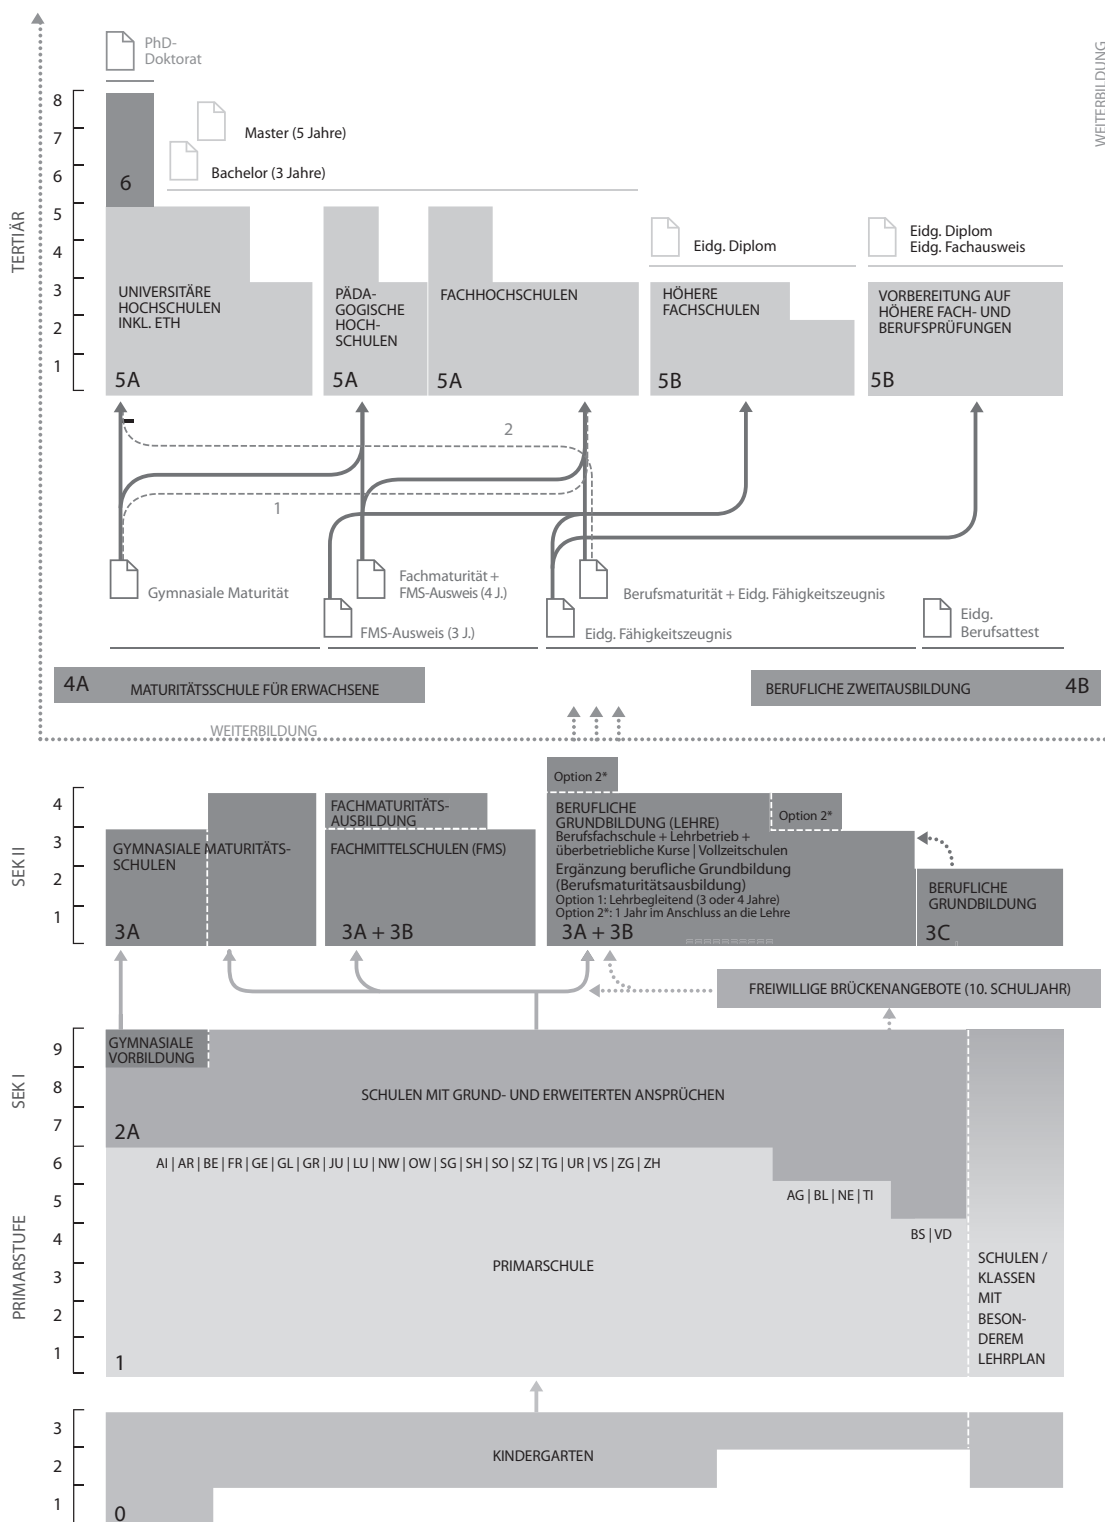 WEITERBILDUNG
PhD-
Doktorat
8
7
6
5
4
3
2
1
TERTIÄR
Master (5 Jahre)
Bachelor (3 Jahre)
6
Eidg. Diplom
Eidg. Diplom
Eidg. Fachausweis
UNIVERSITÄRE
HOCHSCHULEN
INKL. ETH
5A
PÄDA-
GOGISCHE
HOCH-
SCHULEN
5A
FACHHOCHSCHULEN
5A
HÖHERE
FACHSCHULEN
5B
VORBEREITUNG AUF
HÖHERE FACH- UND
BERUFSPRÜFUNGEN
5B
2
1
Gymnasiale Maturität
Fachmaturität +
FMS-Ausweis (4 J.)
FMS-Ausweis (3 J.)
Berufsmaturität + Eidg. Fähigkeitszeugnis
Eidg. Fähigkeitszeugnis
Eidg.
Berufsattest
4A MATURITÄTSSCHULE FÜR ERWACHSENE
BERUFLICHE ZWEITAUSBILDUNG 4B
WEITERBILDUNG
4
3
2
1
SEK II
GYMNASIALE MATURITÄTS-
SCHULEN
3A
FACHMATURITÄTS-
AUSBILDUNG
FACHMITTELSCHULEN (FMS)
3A + 3B
Option 2*
BERUFLICHE
GRUNDBILDUNG (LEHRE)
Berufsfachschule + Lehrbetrieb +
überbetriebliche Kurse | Vollzeitschulen
Ergänzung berufliche Grundbildung
(Berufsmaturitätsausbildung)
Option 1: Lehrbegleitend (3 oder 4 Jahre)
Option 2*: 1 Jahr im Anschluss an die Lehre
3A + 3B
Option 2*
BERUFLICHE
GRUNDBILDUNG
3C
FREIWILLIGE BRÜCKENANGEBOTE (10. SCHULJAHR)
9
8
7
SEK I
GYMNASIALE
VORBILDUNG
SCHULEN MIT GRUND- UND ERWEITERTEN ANSPRÜCHEN
2A
6
5
4
3
2
1
PRIMARSTUFE
AI | AR | BE | FR | GE | GL | GR | JU | LU | NW | OW | SG | SH | SO | SZ | TG | UR | VS | ZG | ZH
AG | BL | NE | TI
BS | VD
PRIMARSCHULE
1
SCHULEN /
KLASSEN
MIT
BESON-
DEREM
LEHRPLAN
3
2
1
KINDERGARTEN
0